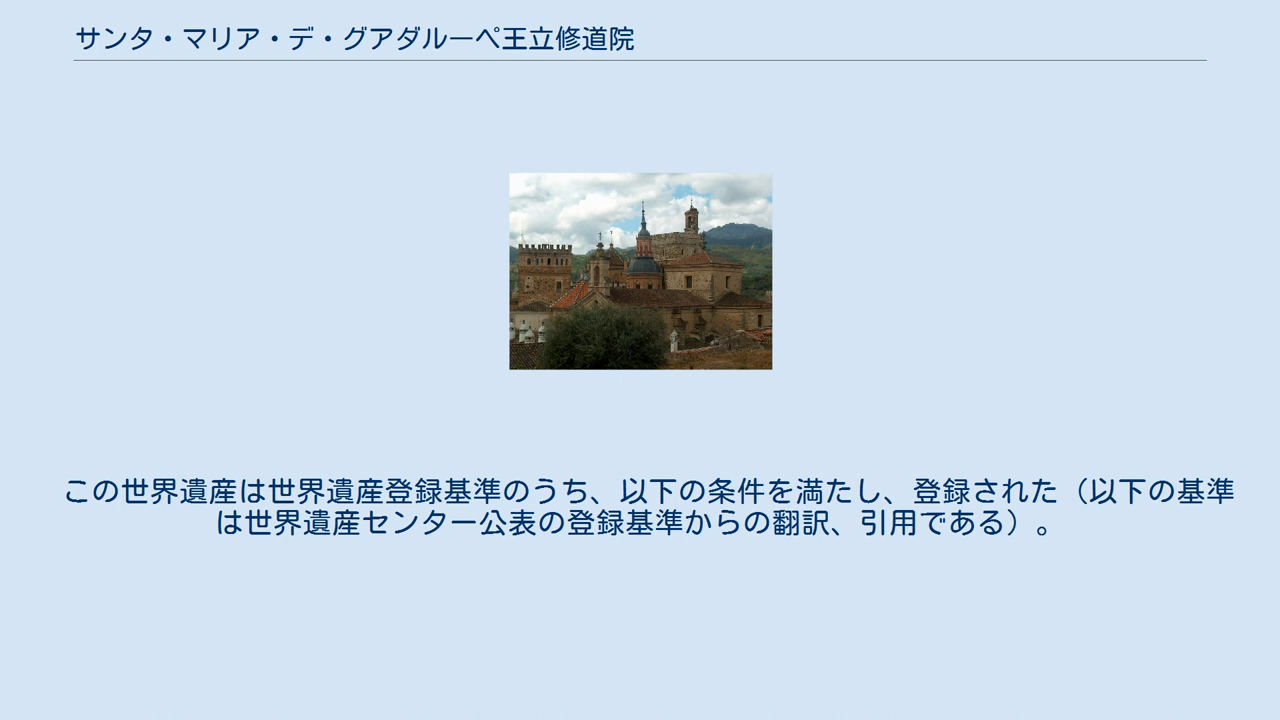 サンタ・マリア・デ・グアダルーペ王立修道院
この世界遺産は世界遺産登録基準のうち、以下の条件を満たし、登録された（以下の基準
は世界遺産センター公表の登録基準からの翻訳、引用である）。